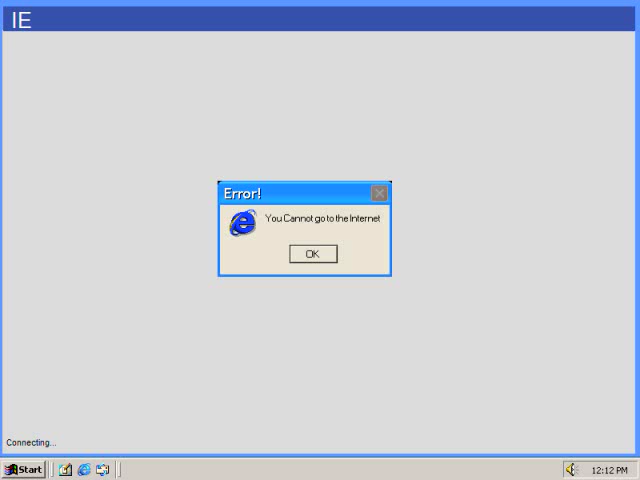 IE
Error!
You Cannot go to the Internet
OK
Connecting...
Start
12:12 PM